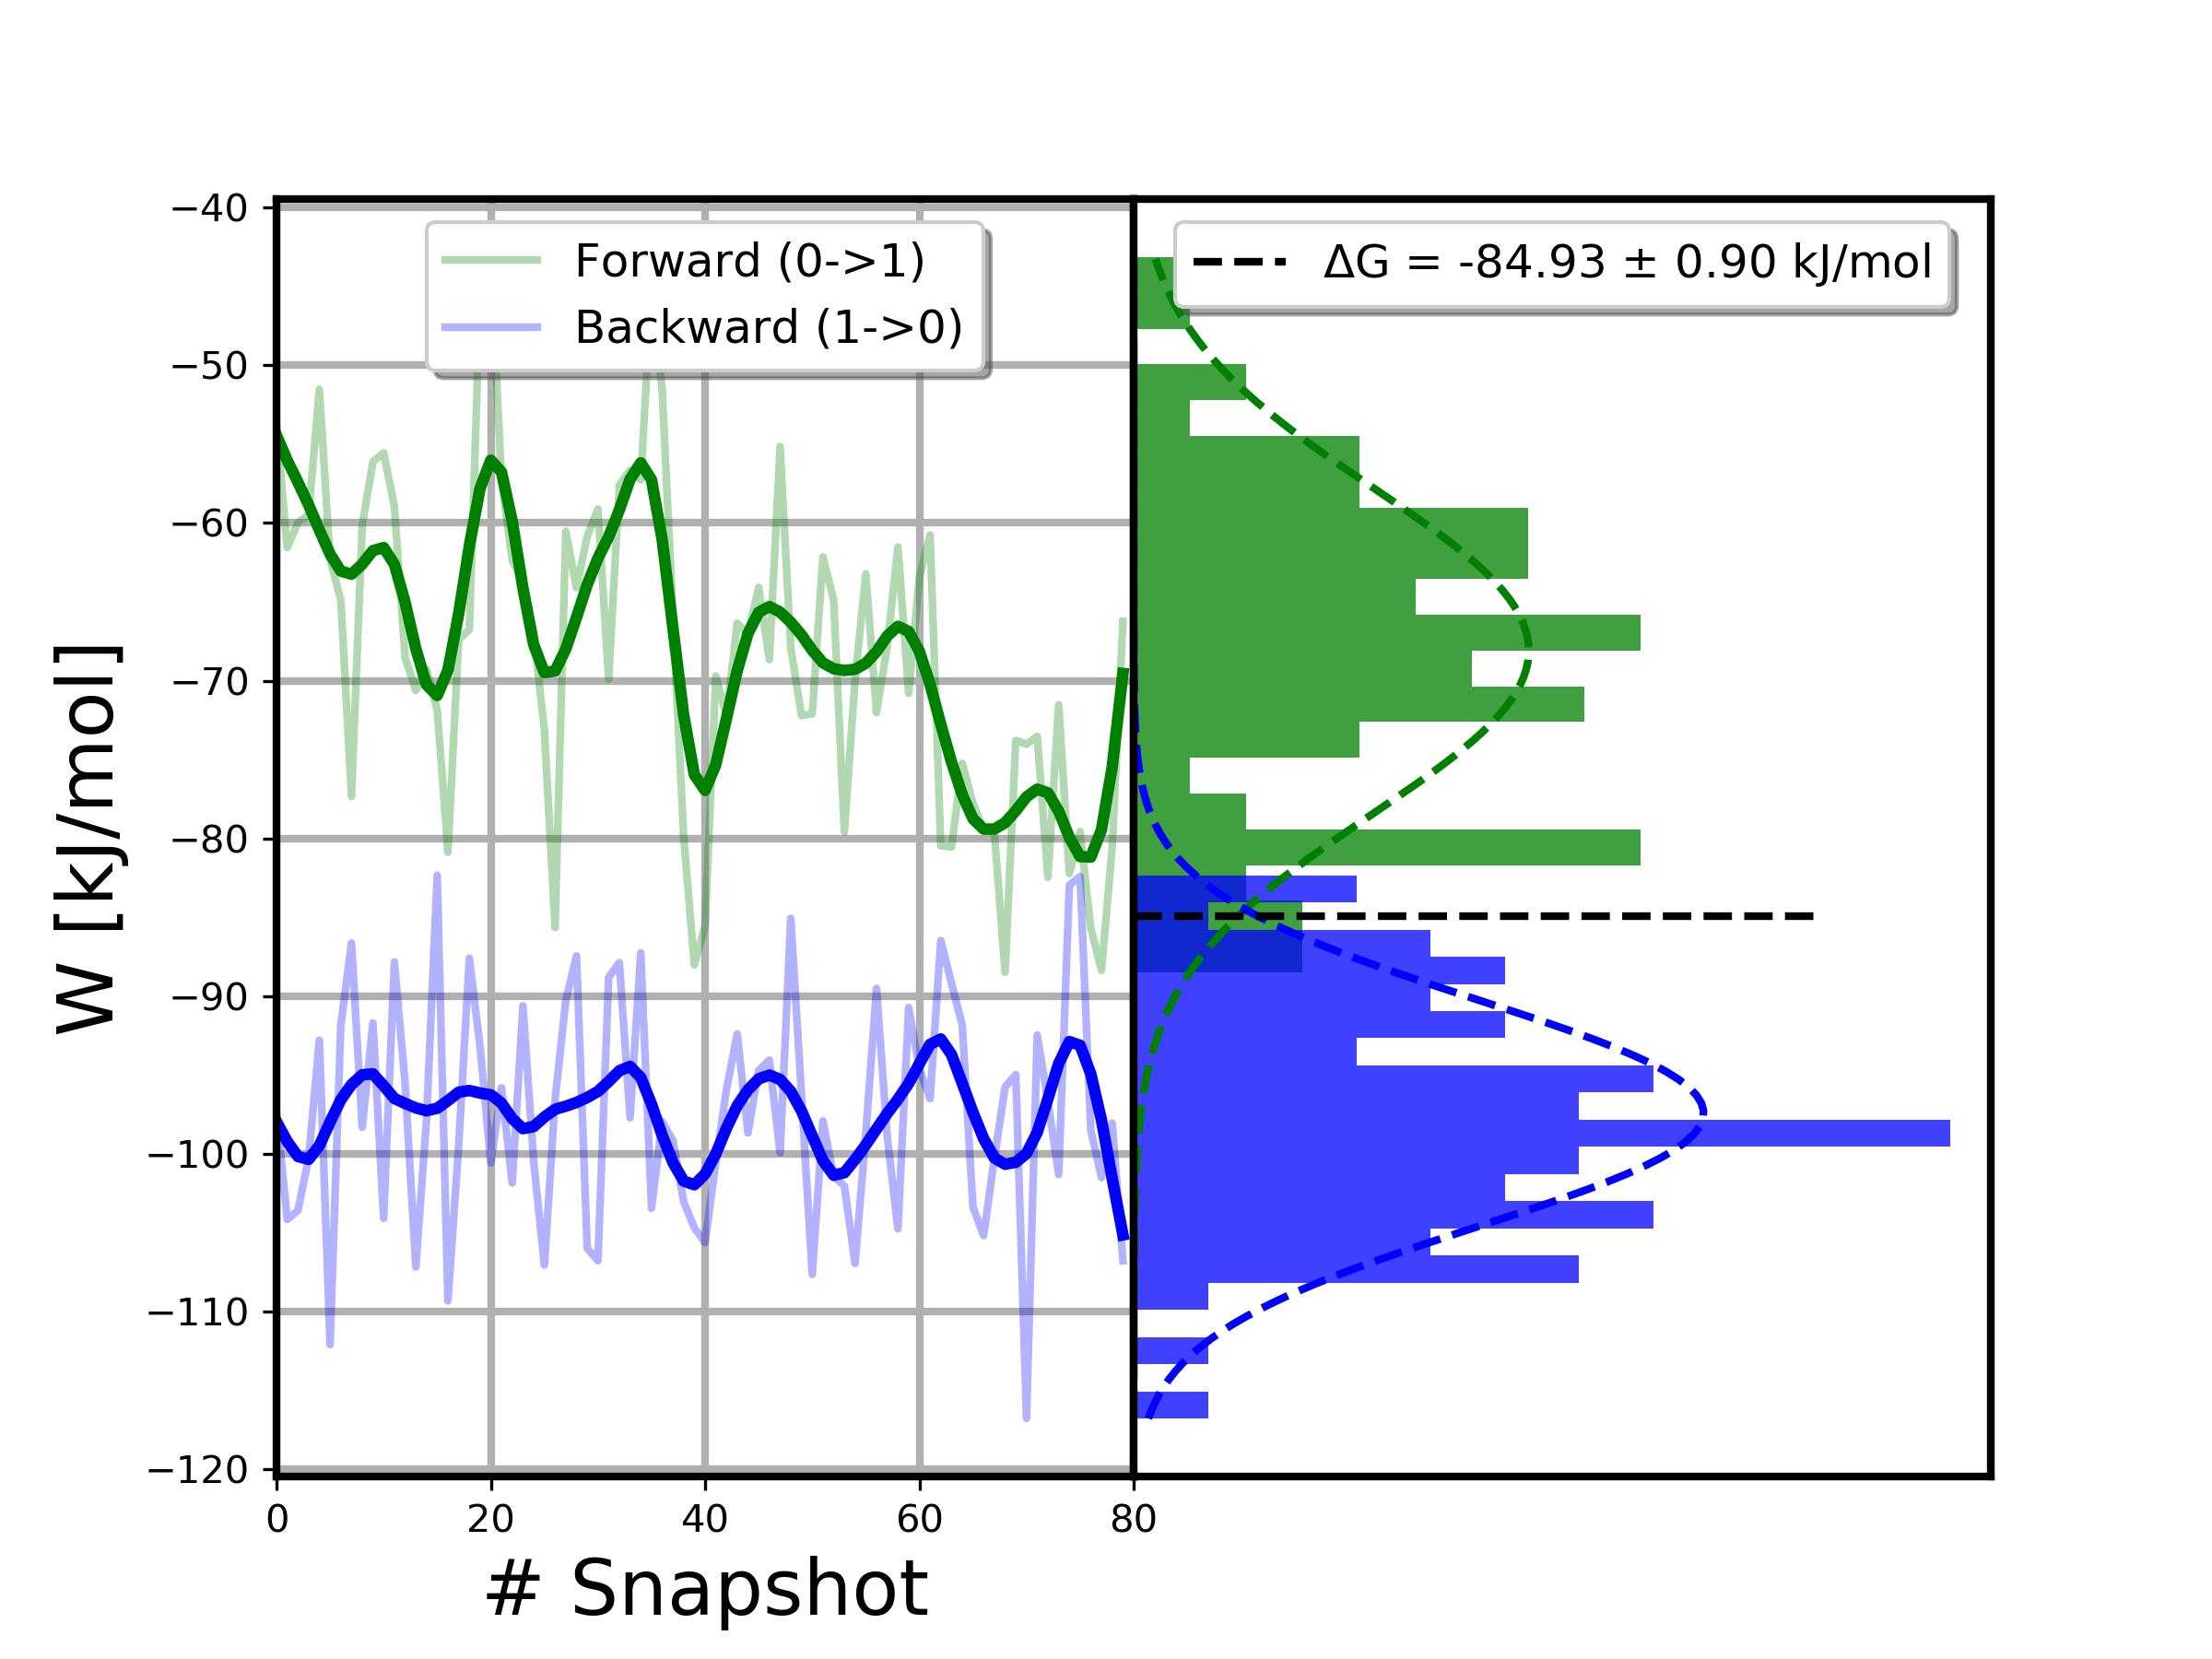 Forward (0->1)
Backward (1->0)
ΔG = -84.93 ± 0.90 kJ/mol
W [kJ/mol]
−40
−50
−60
−70
−80
−90
−100
−110
−120
0 20 40 60 80
# Snapshot